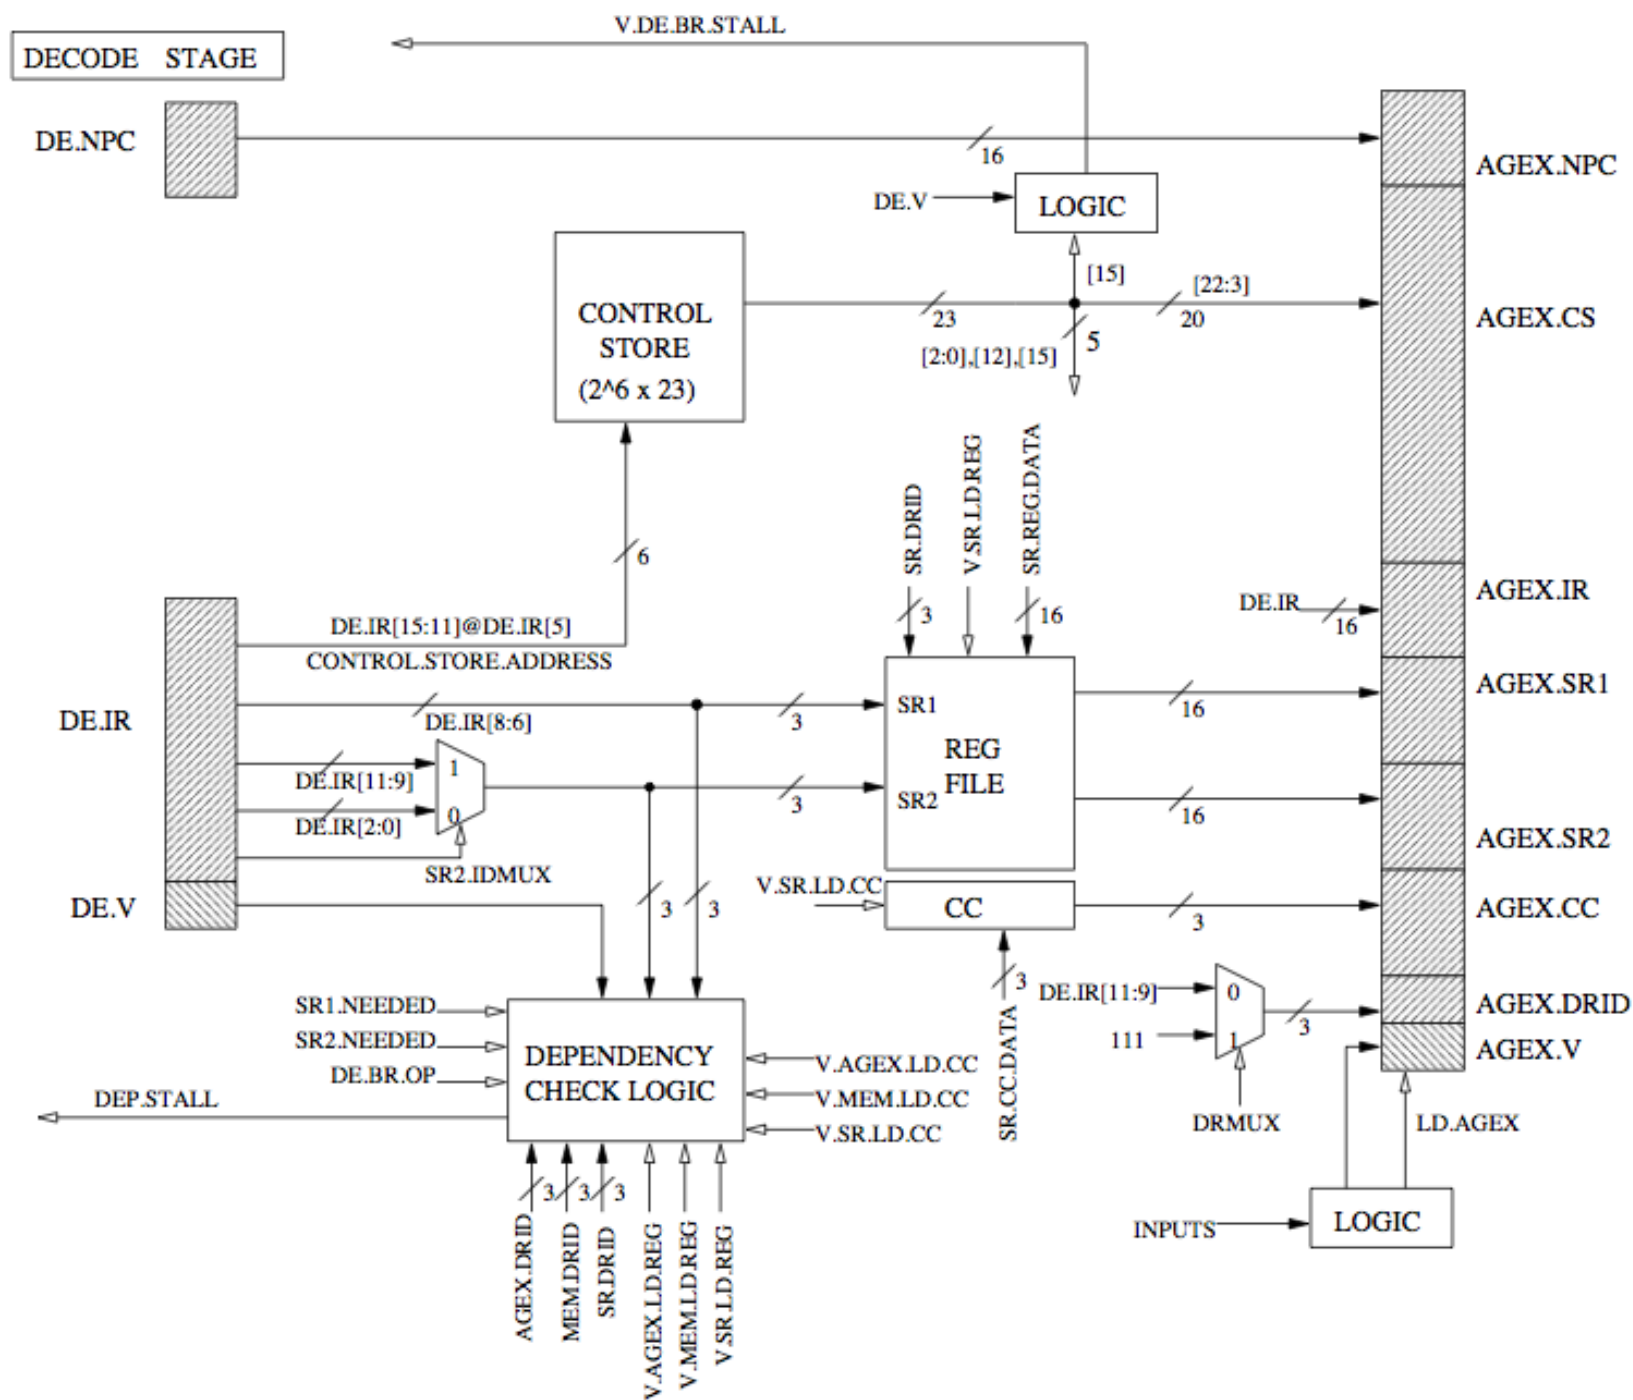 V.DE.BR.STALL
DECODE STAGE
DE.NPC
16
AGEX.NPC
DE.V
LOGIC
[15]
[22:3]
CONTROL
STORE
(2^6 x 23)
23
20
AGEX.CS
[2:0],[12],[15]
5
SR.DRID
V.SR.LD.REG
SR.REG.DATA
6
3
16
DE.IR
16
AGEX.IR
DE.IR[15:11]@DE.IR[5]
CONTROL.STORE.ADDRESS
DE.IR
DE.IR[8:6]
3
SR1
16
AGEX.SR1
REG
FILE
DE.IR[11:9]
1
DE.IR[2:0]
0
3
SR2
16
AGEX.SR2
SR2.IDMUX
DE.V
3
3
V.SR.LD.CC
CC
3
AGEX.CC
3
SR.CC.DATA
DE.IR[11:9]
0
111
1
3
AGEX.DRID
AGEX.V
SR1.NEEDED
SR2.NEEDED
DE.BR.OP
DEPENDENCY
CHECK LOGIC
V.AGEX.LD.CC
V.MEM.LD.CC
V.SR.LD.CC
DEP.STALL
DRMUX
LD.AGEX
3
3
3
AGEX.DRID
MEM.DRID
SR.DRID
V.AGEX.LD.REG
V.MEM.LD.REG
V.SR.LD.REG
INPUTS
LOGIC